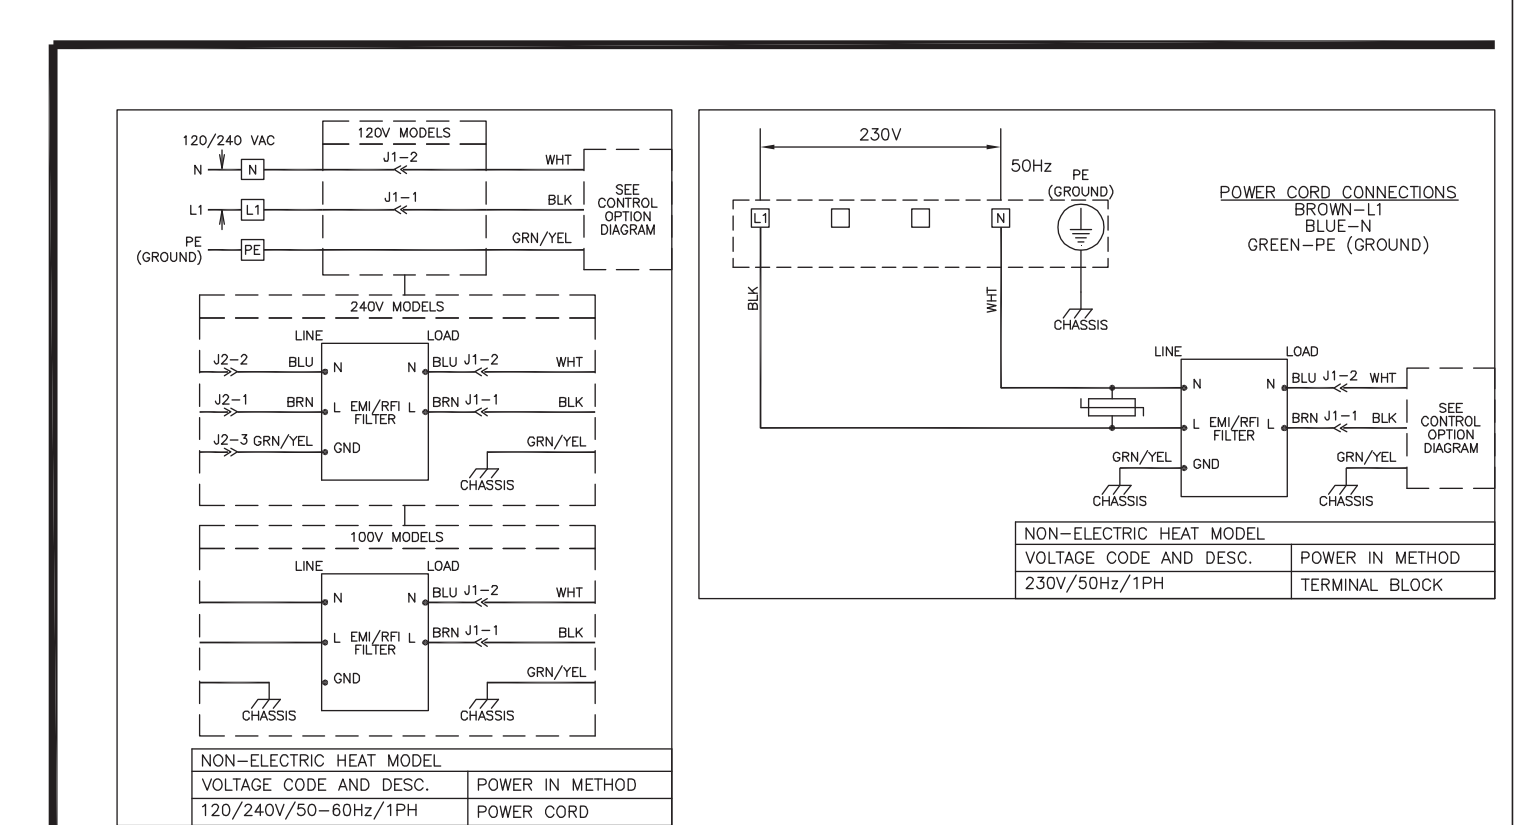 120V MODELS
120/240 VAC
J1-2
N
N
WHT
L1
L1
J1-1
BLK
PE
(GROUND)
PE
GRN/YEL
SEE
CONTROL
OPTION
DIAGRAM
240V MODELS
LINE
LOAD
J2-2
BLU
N
N
BLU
J1-2
WHT
J2-1
BRN
L
EMI/RFI
FILTER
L
BRN
J1-1
BLK
J2-3
GRN/YEL
GND
GRN/YEL
CHASSIS
100V MODELS
LINE
LOAD
N
N
BLU
J1-2
WHT
L
EMI/RFI
FILTER
L
BRN
J1-1
BLK
GND
GRN/YEL
CHASSIS
CHASSIS
NON-ELECTRIC HEAT MODEL
VOLTAGE CODE AND DESC.
POWER IN METHOD
120/240V/50-60Hz/1PH
POWER CORD
230V
50Hz
PE
(GROUND)
L1
N
POWER CORD CONNECTIONS
BROWN-L1
BLUE-N
GREEN-PE (GROUND)
BLK
WHT
CHASSIS
LINE
LOAD
N
N
BLU
J1-2
WHT
L
EMI/RFI
FILTER
L
BRN
J1-1
BLK
SEE
CONTROL
OPTION
DIAGRAM
GRN/YEL
GND
GRN/YEL
CHASSIS
CHASSIS
NON-ELECTRIC HEAT MODEL
VOLTAGE CODE AND DESC.
POWER IN METHOD
230V/50Hz/1PH
TERMINAL BLOCK